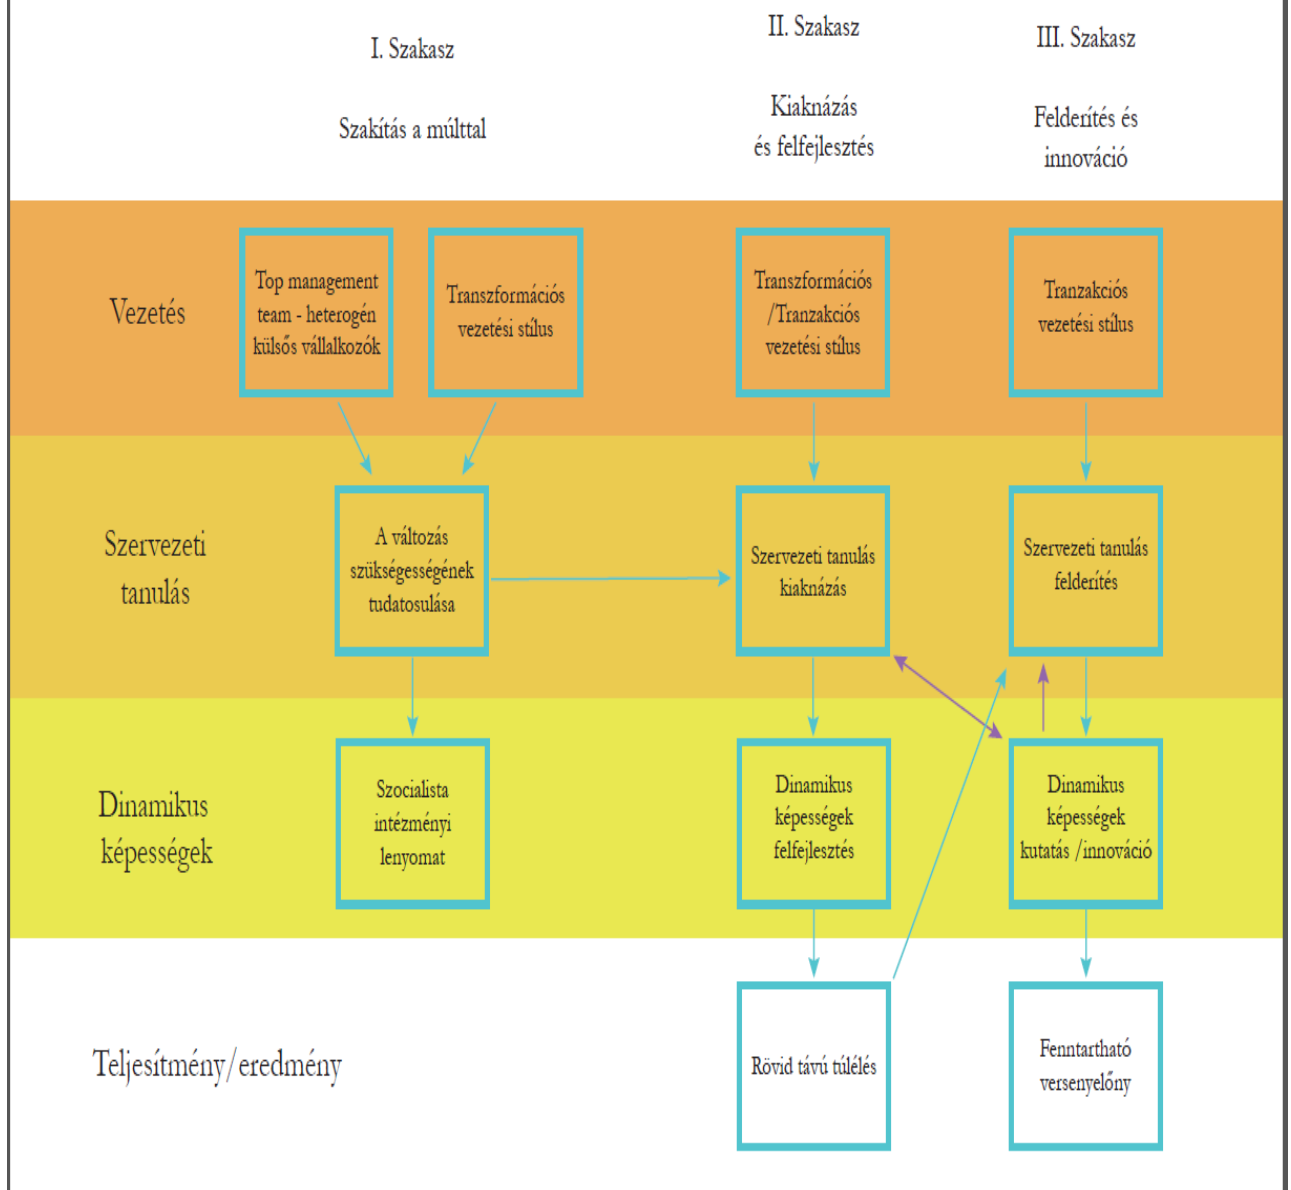 I. Szakasz
Szakítás a múlttal
II. Szakasz
Kiaknázás
és felfejlesztés
III. Szakasz
Felderítés és
innováció
Vezetés
Top management
team - heterogén
külsős vállalkozók
Transzformációs
vezetési stílus
Transzformációs
/Tranzakciós
vezetési stílus
Tranzakciós
vezetési stílus
Szervezeti
tanulás
A változás
szükségességének
tudatosulása
Szervezeti tanulás
kiaknázás
Szervezeti tanulás
felderítés
Dinamikus
képességek
Szocialista
intézményi
lenyomat
Dinamikus
képességek
felfejlesztés
Dinamikus
képességek
kutatás /innováció
Teljesítmény/eredmény
Rövid távú túlélés
Fenntartható
versenyelőny